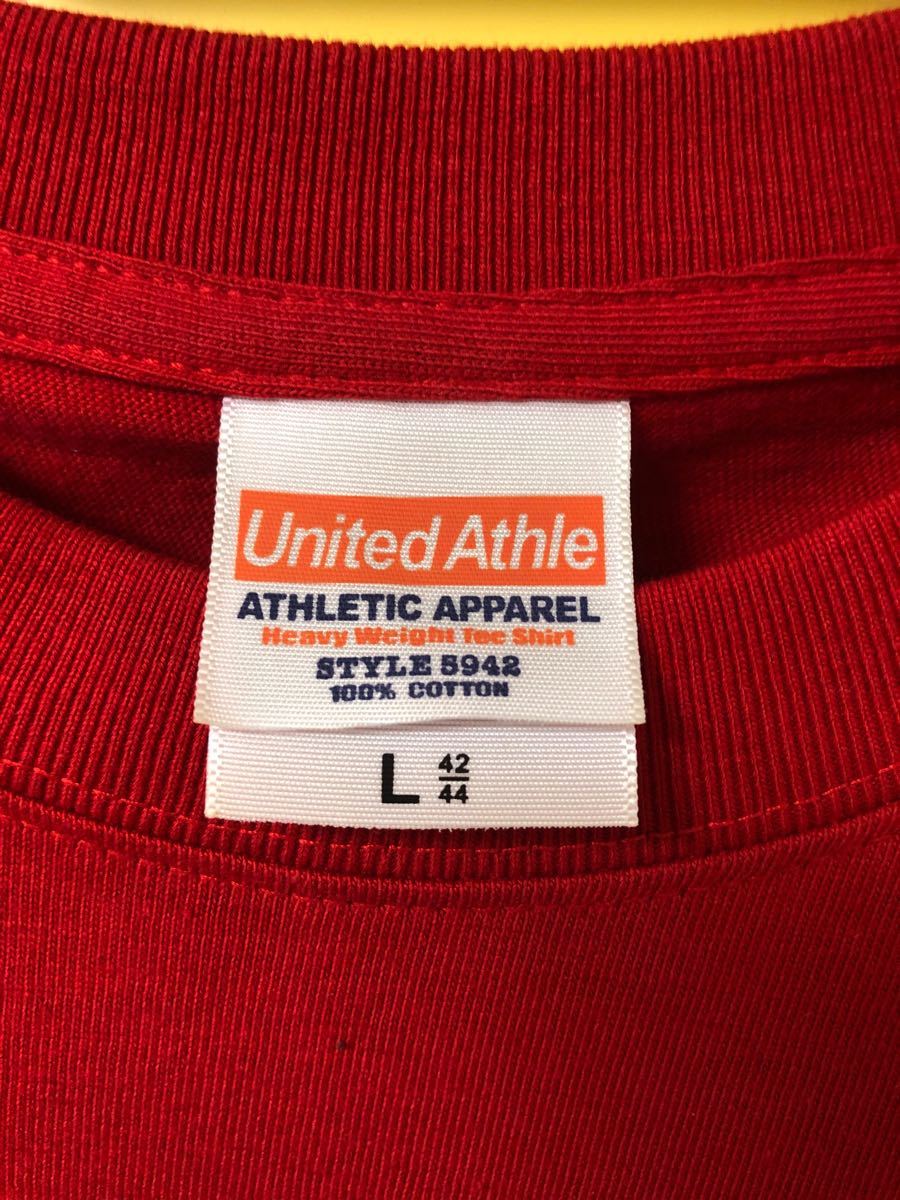 United Athle
ATHLETIC APPAREL
Heavy Weight Tee Shirt
STYLE 5942
100% COTTON
L 42
44